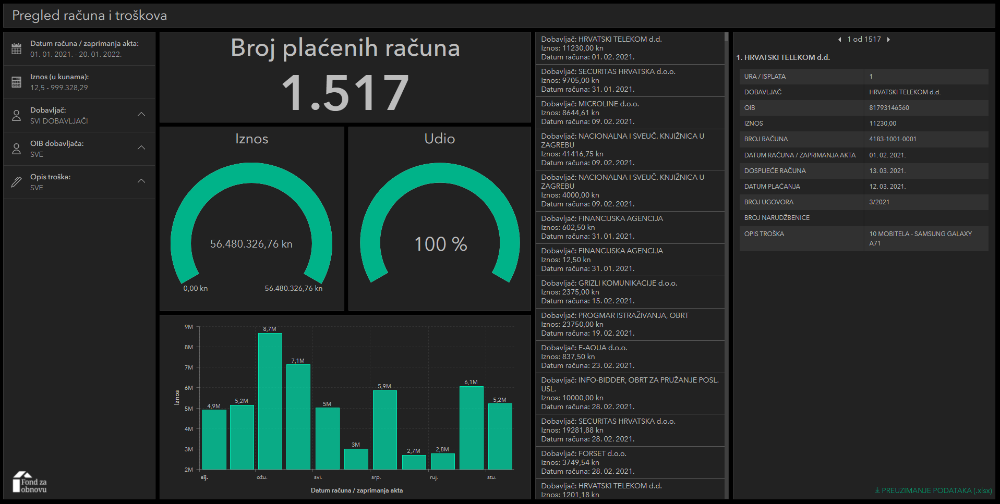 Pregled računa i troškova
Datum računa / zaprimanja akta:
01. 01. 2021. - 20. 01. 2022.
Iznos (u kunama):
12,5 - 999.328,29
Dobavljač:
SVI DOBAVLJAČI
OIB dobavljača:
SVE
Opis troška:
SVE
Fond za
obnovu
Broj plaćenih računa
1.517
Iznos
56.480.326,76 kn
0,00 kn
56.480.326,76 kn
Udio
100 %
9M
8M
7M
6M
5M
4M
3M
2M
Iznos
4,9M
5,2M
8,7M
7,1M
5M
3M
5,9M
2,7M
2,8M
6,1M
5,2M
sij.
ožu.
svi.
srp.
ruj.
stu.
Datum računa / zaprimanja akta
Dobavljač: HRVATSKI TELEKOM d.d.
Iznos: 11230,00 kn
Datum računa: 01. 02. 2021.
Dobavljač: SECURITAS HRVATSKA d.o.o.
Iznos: 9705,00 kn
Datum računa: 31. 01. 2021.
Dobavljač: MICROLINE d.o.o.
Iznos: 8644,61 kn
Datum računa: 09. 02. 2021.
Dobavljač: NACIONALNA I SVEUČ. KNJIŽNICA U
ZAGREBU
Iznos: 41416,75 kn
Datum računa: 09. 02. 2021.
Dobavljač: NACIONALNA I SVEUČ. KNJIŽNICA U
ZAGREBU
Iznos: 4000,00 kn
Datum računa: 09. 02. 2021.
Dobavljač: FINANCIJSKA AGENCIJA
Iznos: 602,50 kn
Datum računa: 31. 01. 2021.
Dobavljač: FINANCIJSKA AGENCIJA
Iznos: 12,50 kn
Datum računa: 31. 01. 2021.
Dobavljač: GRIZLI KOMUNIKACIJE d.o.o.
Iznos: 2375,00 kn
Datum računa: 15. 02. 2021.
Dobavljač: PROGMAR ISTRAŽIVANJA, OBRT
Iznos: 23750,00 kn
Datum računa: 19. 02. 2021.
Dobavljač: E-AQUA d.o.o.
Iznos: 837,50 kn
Datum računa: 23. 02. 2021.
Dobavljač: INFO-BIDDER, OBRT ZA PRUŽANJE POSL.
USL.
Iznos: 10000,00 kn
Datum računa: 28. 02. 2021.
Dobavljač: SECURITAS HRVATSKA d.o.o.
Iznos: 19281,88 kn
Datum računa: 28. 02. 2021.
Dobavljač: FORSET d.o.o.
Iznos: 3749,54 kn
Datum računa: 28. 02. 2021.
Dobavljač: HRVATSKI TELEKOM d.d.
Iznos: 1201,18 kn
1 od 1517
1. HRVATSKI TELEKOM d.d.
URA / ISPLATA 1
DOBAVLJAČ HRVATSKI TELEKOM d.d.
OIB 81793146560
IZNOS 11230,00
BROJ RAČUNA 4183-1001-0001
DATUM RAČUNA / ZAPRIMANJA AKTA 01. 02. 2021.
DOSPIJEĆE RAČUNA 13. 03. 2021.
DATUM PLAĆANJA 12. 03. 2021.
BROJ UGOVORA 3/2021
BROJ NARUDŽBENICE
OPIS TROŠKA 10 MOBITELA - SAMSUNG GALAXY
A71
PREUZIMANJE PODATAKA (.xlsx)